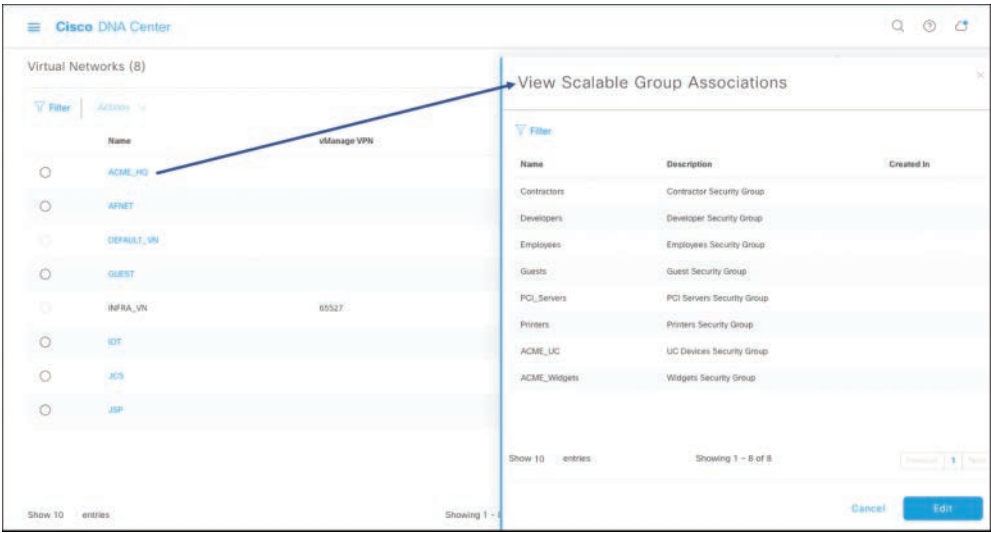 Cisco DNA Center
Virtual Networks (8)
Filter
Actions
Name vManage VPN
ACME_HQ
AFNET
DEFAULT_VN
GUEST
INFRA_VN 65527
IOT
JCS
JSP
Show 10 entries
Showing 1 -
View Scalable Group Associations
Filter
Name Description Created In
Contractors Contractor Security Group
Developers Developer Security Group
Employees Employees Security Group
Guests Guest Security Group
PCI_Servers PCI Servers Security Group
Printers Printers Security Group
ACME_UC UC Devices Security Group
ACME_Widgets Widgets Security Group
Show 10 entries Showing 1 - 8 of 8 Previous 1 Next
Cancel Edit